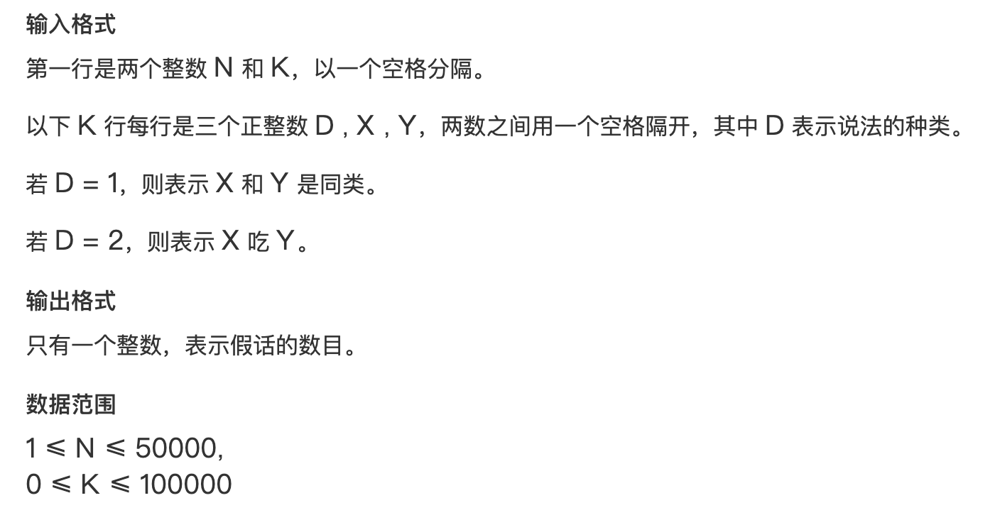 输入格式
第一行是两个整数 N 和 K，以一个空格分隔。
以下 K 行每行是三个正整数 D , X , Y，两数之间用一个空格隔开，其中 D 表示说法的种类。
若 D = 1，则表示 X 和 Y 是同类。
若 D = 2，则表示 X 吃 Y。
输出格式
只有一个整数，表示假话的数目。
数据范围
1 ⩽ N ⩽ 50000,
0 ⩽ K ⩽ 100000